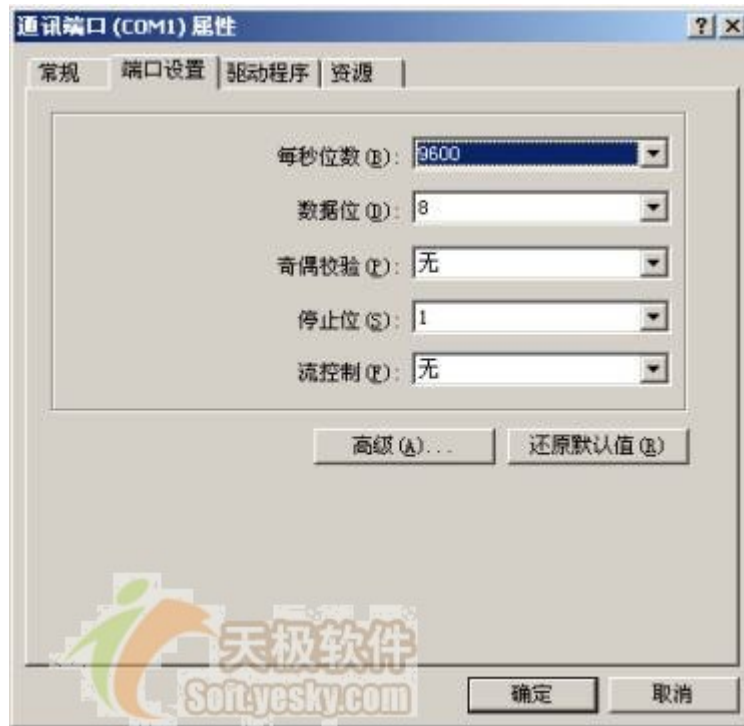 通讯端口 (COM1) 属性
常规 端口设置 驱动程序 资源
每秒位数(B): 9600
数据位(D): 8
奇偶校验(P): 无
停止位(S): 1
流控制(F): 无
高级(A)... 还原默认值(R)
天极软件
Soft.yesky.com
确定 取消